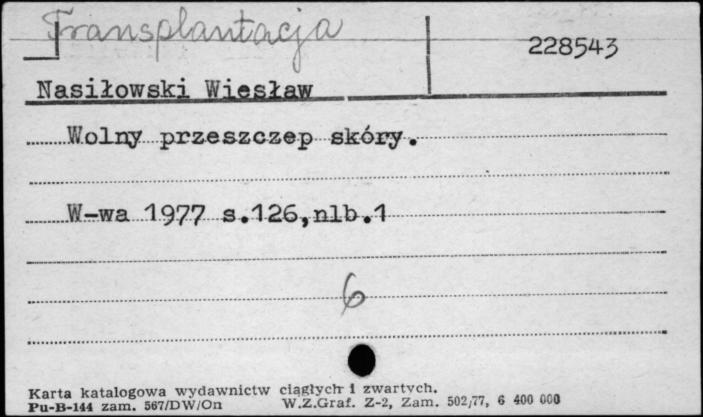 Transplantacja
228543
Nasiłowski Wiesław
Wolny przeszczep skóry.
W-wa 1977 s.126,nlb.1
6
Karta katalogowa wydawnictw ciągłych i zwartych.
Pu-B-144 zam. 567/DW/On W.Z.Graf. Z-2, Zam. 502/77, 6 400 000